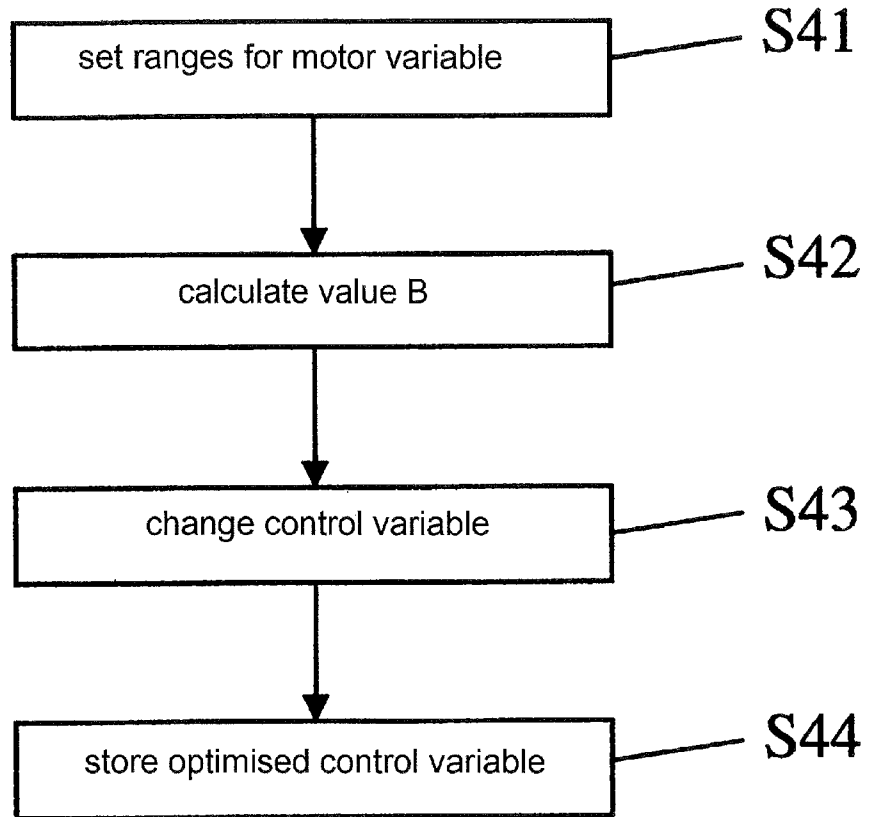 set ranges for motor variable
S41
calculate value B
S42
change control variable
S43
store optimised control variable
S44